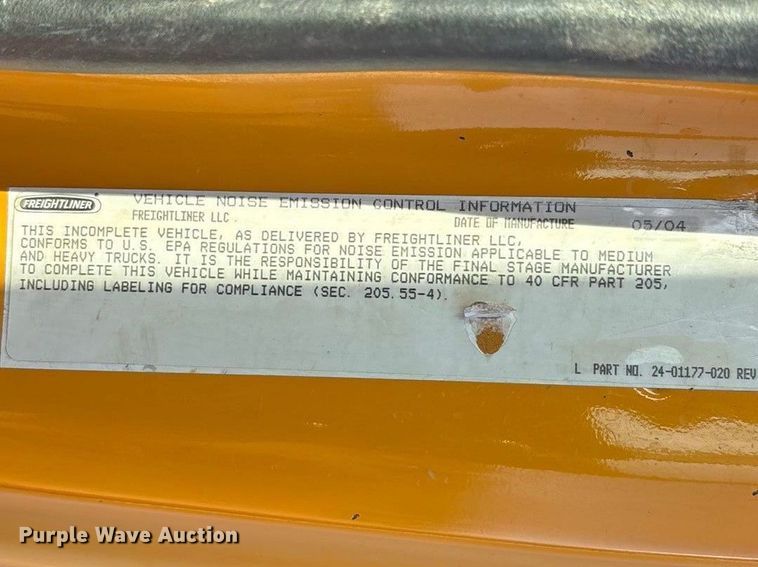 FREIGHTLINER VEHICLE NOISE EMISSION CONTROL INFORMATION
FREIGHTLINER LLC. DATE OF MANUFACTURE 05/04
THIS INCOMPLETE VEHICLE, AS DELIVERED BY FREIGHTLINER LLC,
CONFORMS TO U.S. EPA REGULATIONS FOR NOISE EMISSION APPLICABLE TO MEDIUM
AND HEAVY TRUCKS. IT IS THE RESPONSIBILITY OF THE FINAL STAGE MANUFACTURER
TO COMPLETE THIS VEHICLE WHILE MAINTAINING CONFORMANCE TO 40 CFR PART 205,
INCLUDING LABELING FOR COMPLIANCE (SEC. 205.55-4).
L PART NO. 24-01177-020 REV
Purple Wave Auction